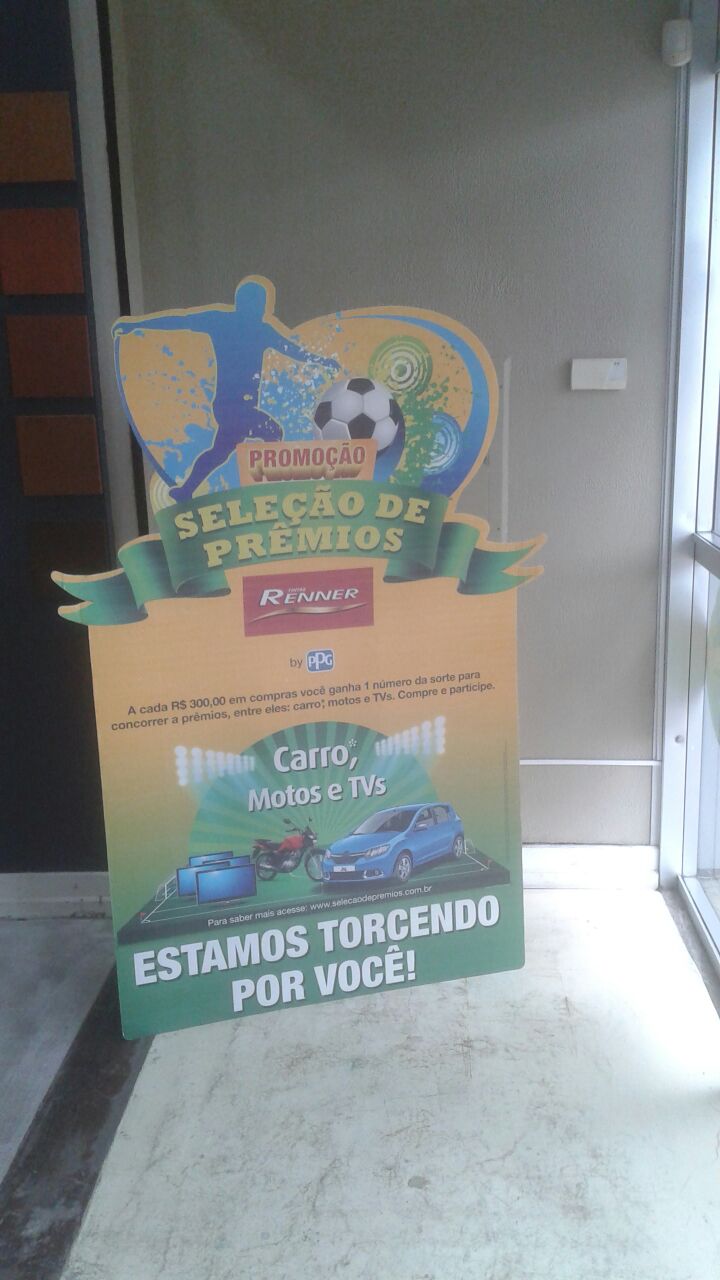 PROMOÇÃO
SELEÇÃO DE
PRÊMIOS
Tintas
RENNER
by PPG
A cada R$ 300,00 em compras você ganha 1 número da sorte para
concorrer a prêmios, entre eles: carro*, motos e TVs. Compre e participe.
Carro*,
Motos e TVs
Para saber mais acesse: www.selecaodepremios.com.br
ESTAMOS TORCENDO
POR VOCÊ!